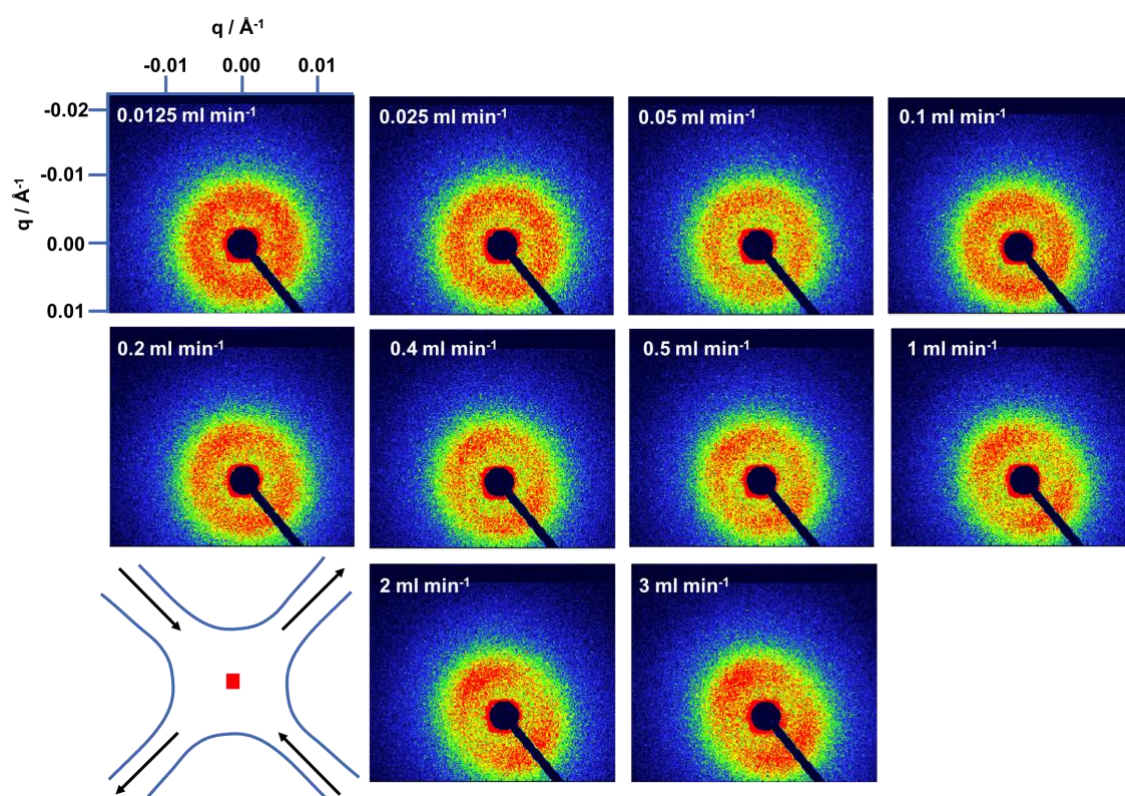 q / Å⁻¹
-0.01 0.00 0.01
q / Å⁻¹
-0.02
-0.01
0.00
0.01
0.0125 ml min⁻¹
0.025 ml min⁻¹
0.05 ml min⁻¹
0.1 ml min⁻¹
0.2 ml min⁻¹
0.4 ml min⁻¹
0.5 ml min⁻¹
1 ml min⁻¹
2 ml min⁻¹
3 ml min⁻¹